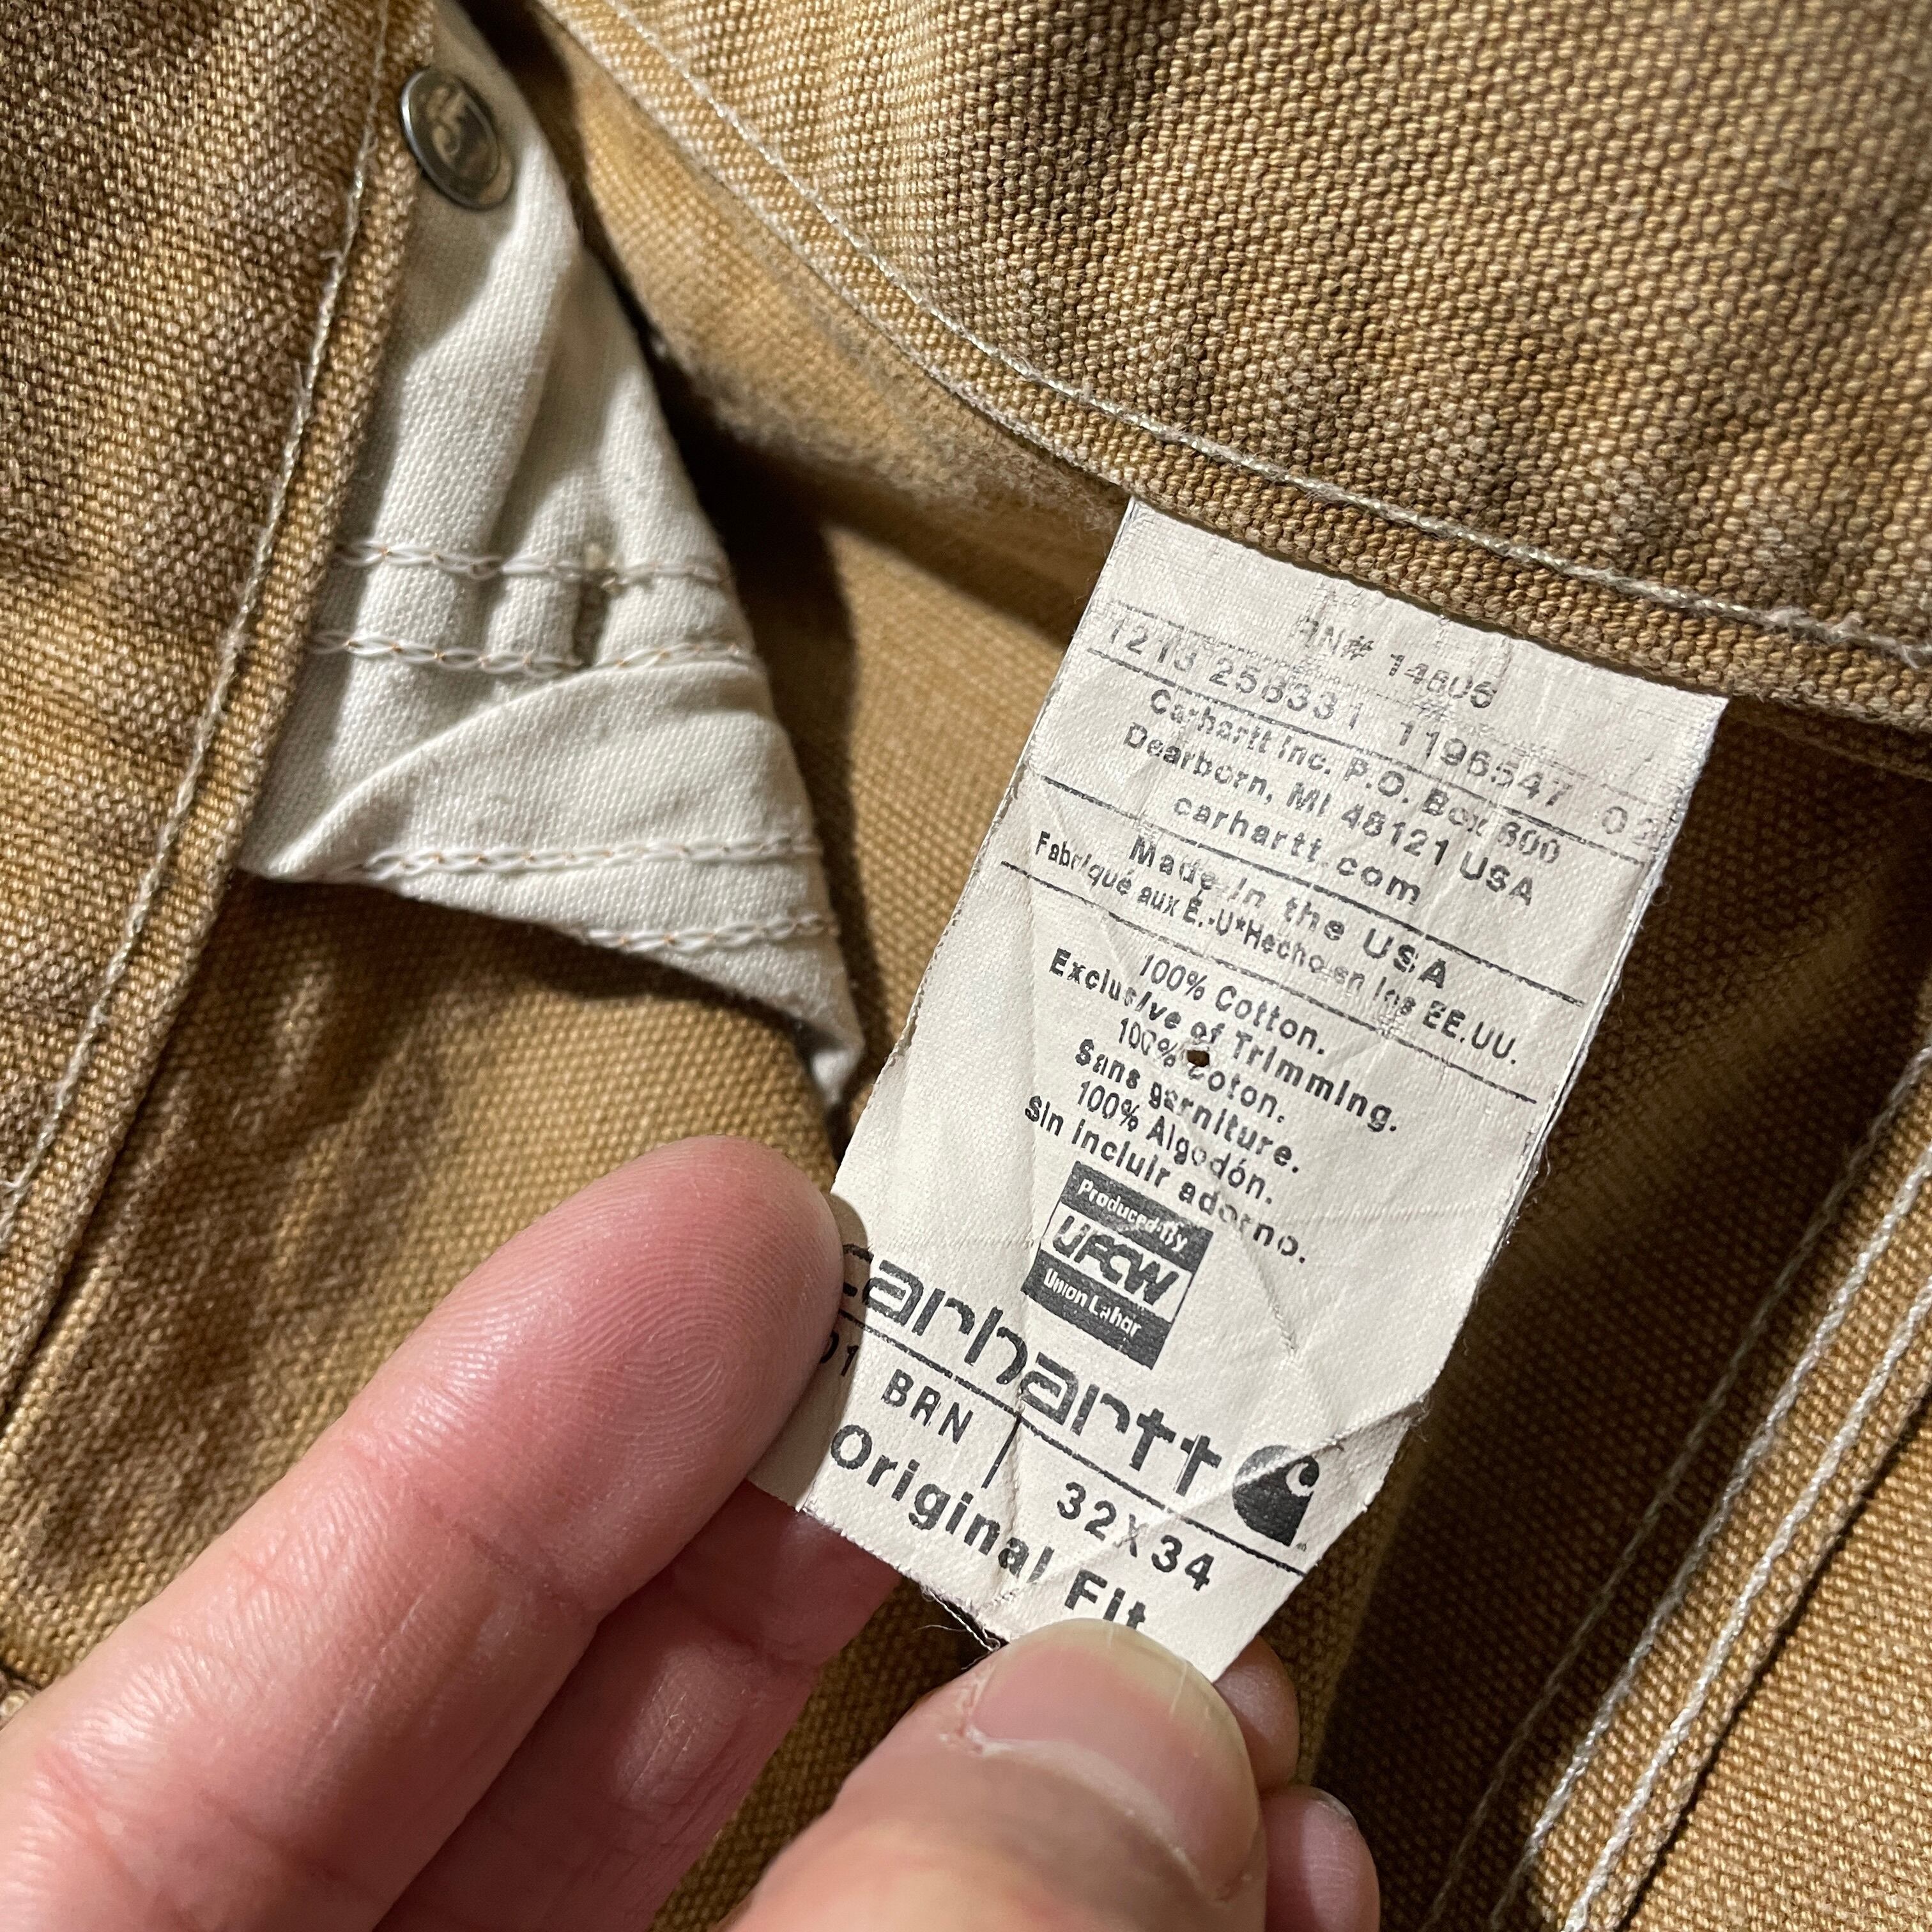 RN# 14806
1213 256331 1196547 02
Carhartt Inc. P.O. Box 600
Dearborn, MI 48121 USA
carhartt.com
Made in the USA
Fabriqué aux É.-U*Hecho en los EE.UU.
100% Cotton.
Exclusive of Trimming.
100% Coton.
Sans garniture.
100% Algodón.
Sin incluir adorno.
Produced By
UFCW
Union Labor
carhartt
01 BRN | 32X34
Original Fit